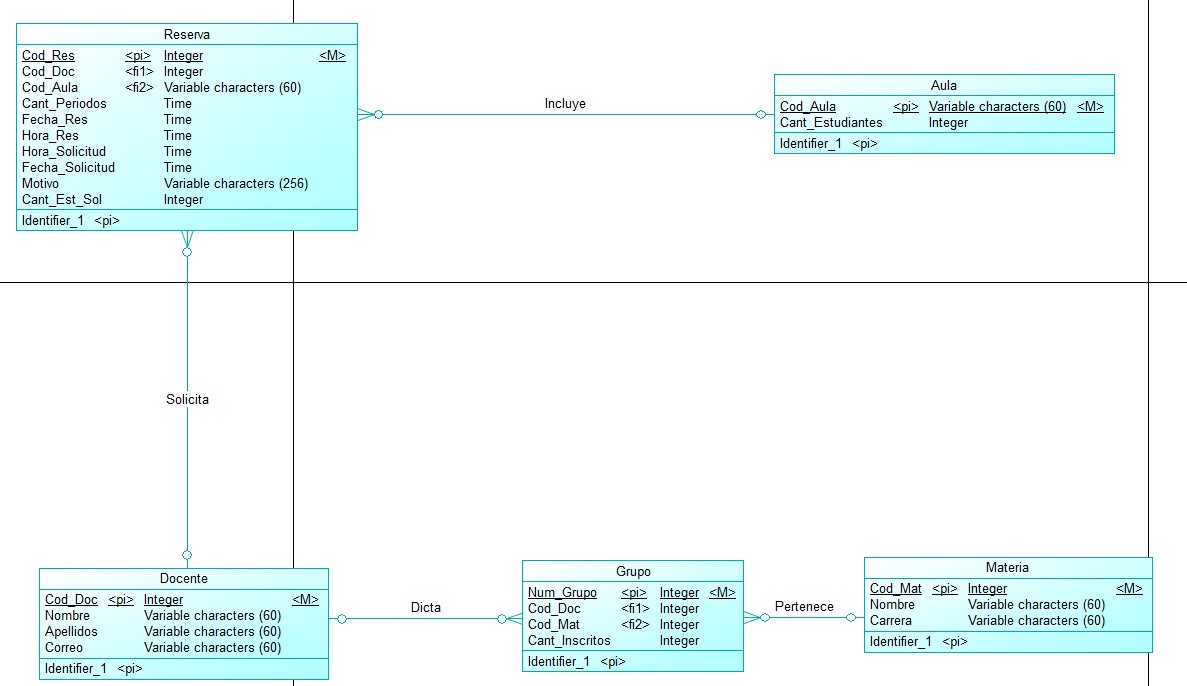 Reserva
Cod_Res <pi> Integer <M>
Cod_Doc <fi1> Integer
Cod_Aula <fi2> Variable characters (60)
Cant_Periodos Time
Fecha_Res Time
Hora_Res Time
Hora_Solicitud Time
Fecha_Solicitud Time
Motivo Variable characters (256)
Cant_Est_Sol Integer
Identifier_1 <pi>
Incluye
Aula
Cod_Aula <pi> Variable characters (60) <M>
Cant_Estudiantes Integer
Identifier_1 <pi>
Solicita
Docente
Cod_Doc <pi> Integer <M>
Nombre Variable characters (60)
Apellidos Variable characters (60)
Correo Variable characters (60)
Identifier_1 <pi>
Dicta
Grupo
Num_Grupo <pi> Integer <M>
Cod_Doc <fi1> Integer
Cod_Mat <fi2> Integer
Cant_Inscritos Integer
Identifier_1 <pi>
Pertenece
Materia
Cod_Mat <pi> Integer <M>
Nombre Variable characters (60)
Carrera Variable characters (60)
Identifier_1 <pi>